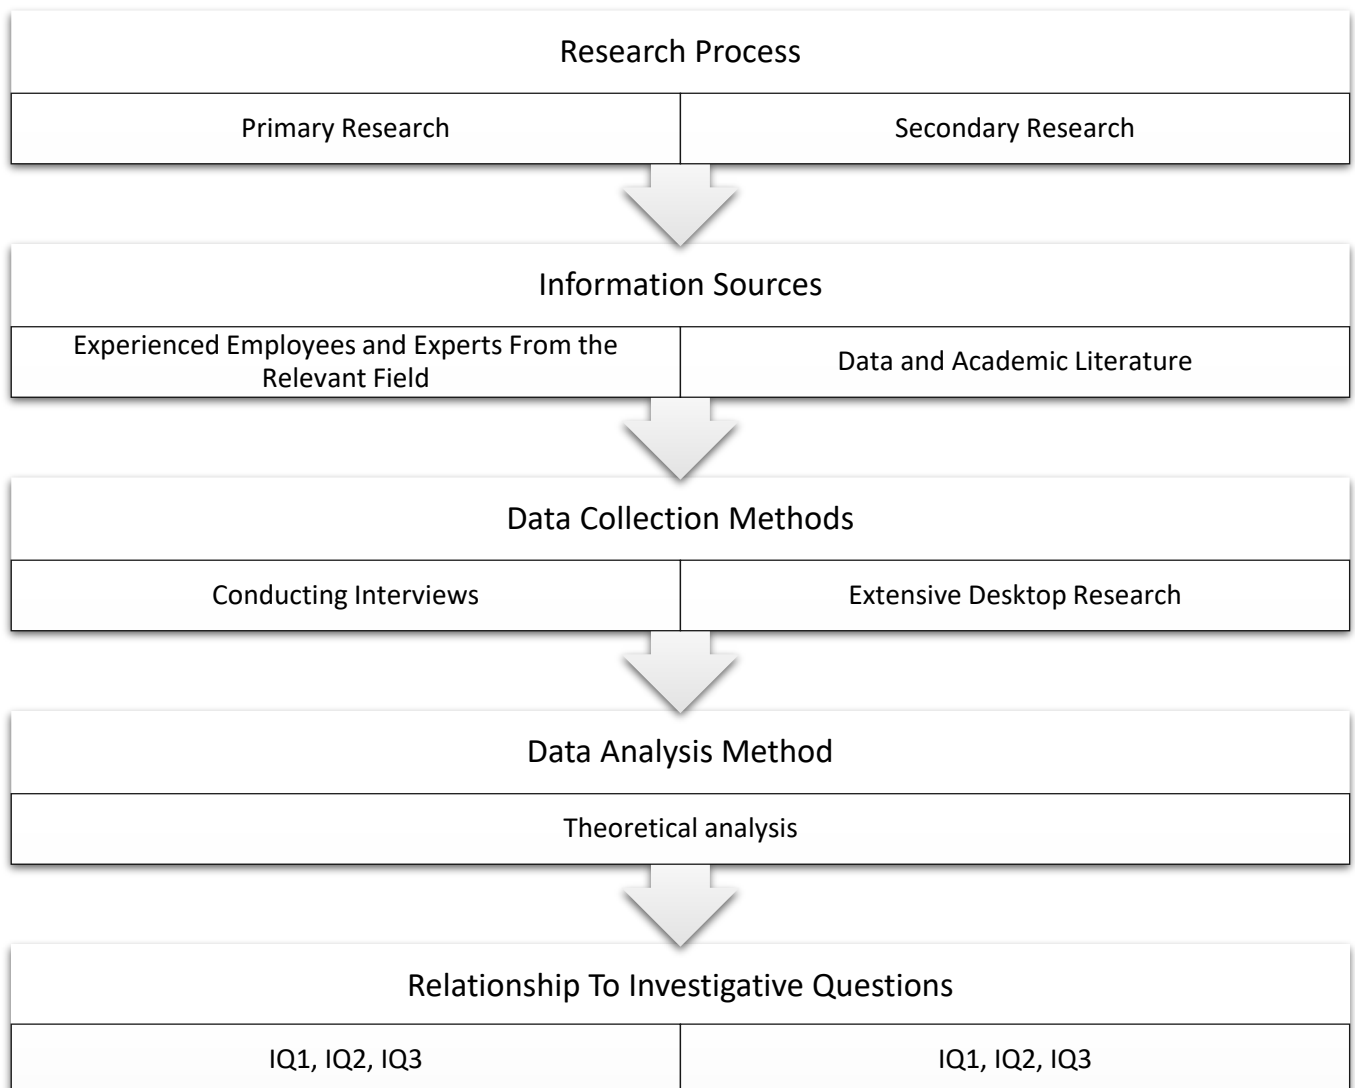 Research Process
Primary Research
Secondary Research
Information Sources
Experienced Employees and Experts From the
Relevant Field
Data and Academic Literature
Data Collection Methods
Conducting Interviews
Extensive Desktop Research
Data Analysis Method
Theoretical analysis
Relationship To Investigative Questions
IQ1, IQ2, IQ3
IQ1, IQ2, IQ3